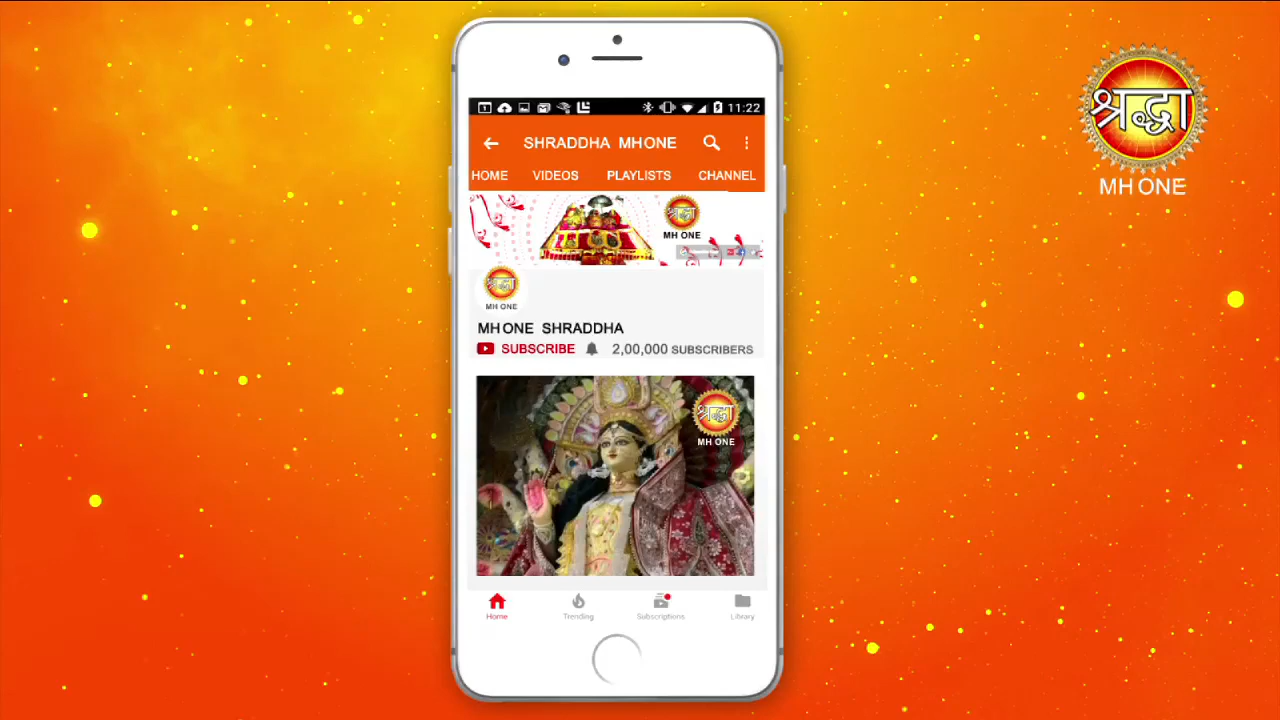 11:22
SHRADDHA MHONE
HOME VIDEOS PLAYLISTS CHANNEL
श्रद्धा
MH ONE
श्रद्धा
MH ONE
श्रद्धा
MH ONE
MH ONE SHRADDHA
SUBSCRIBE 2,00,000 SUBSCRIBERS
श्रद्धा
MH ONE
Home Trending Subscriptions Library